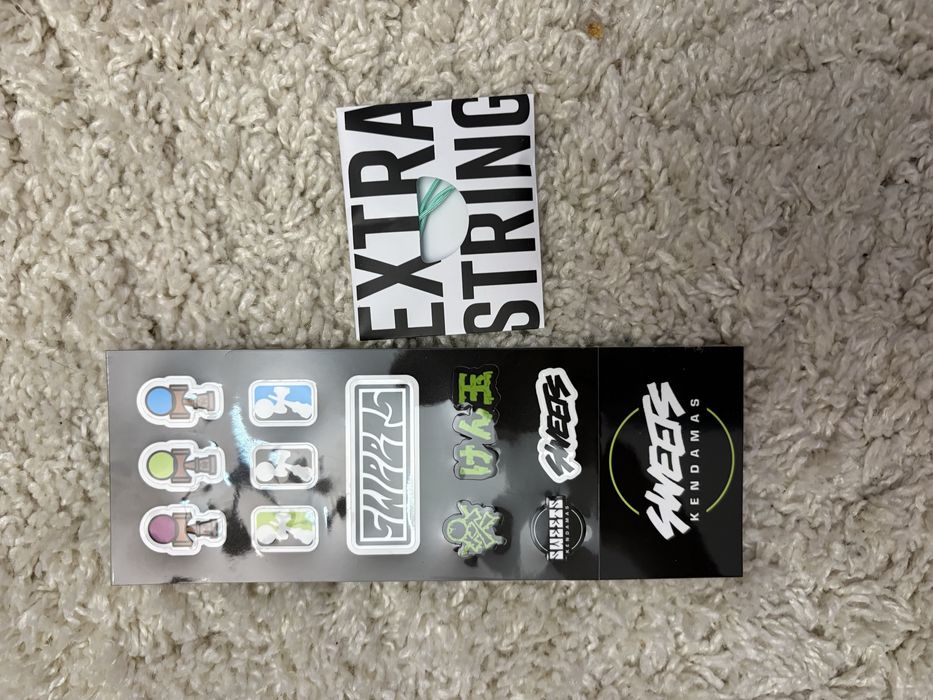 SWEETS
けん玉
SWEETS
KENDAMAS
SWEETS
SWEETS
KENDAMAS
EXTRA
STRING